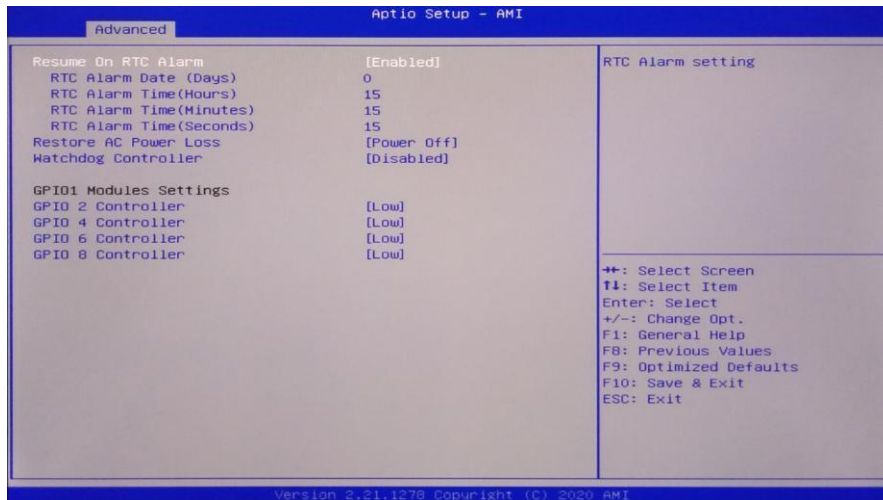 Aptio Setup - AMI
Advanced
Resume On RTC Alarm [Enabled]
RTC Alarm Date (Days) 0
RTC Alarm Time(Hours) 15
RTC Alarm Time(Minutes) 15
RTC Alarm Time(Seconds) 15
Restore AC Power Loss [Power Off]
Watchdog Controller [Disabled]
GPIO1 Modules Settings
GPIO 2 Controller [Low]
GPIO 4 Controller [Low]
GPIO 6 Controller [Low]
GPIO 8 Controller [Low]
RTC Alarm setting
→←: Select Screen
↑↓: Select Item
Enter: Select
+/-: Change Opt.
F1: General Help
F8: Previous Values
F9: Optimized Defaults
F10: Save & Exit
ESC: Exit
Version 2.21.1278 Copyright (C) 2020 AMI